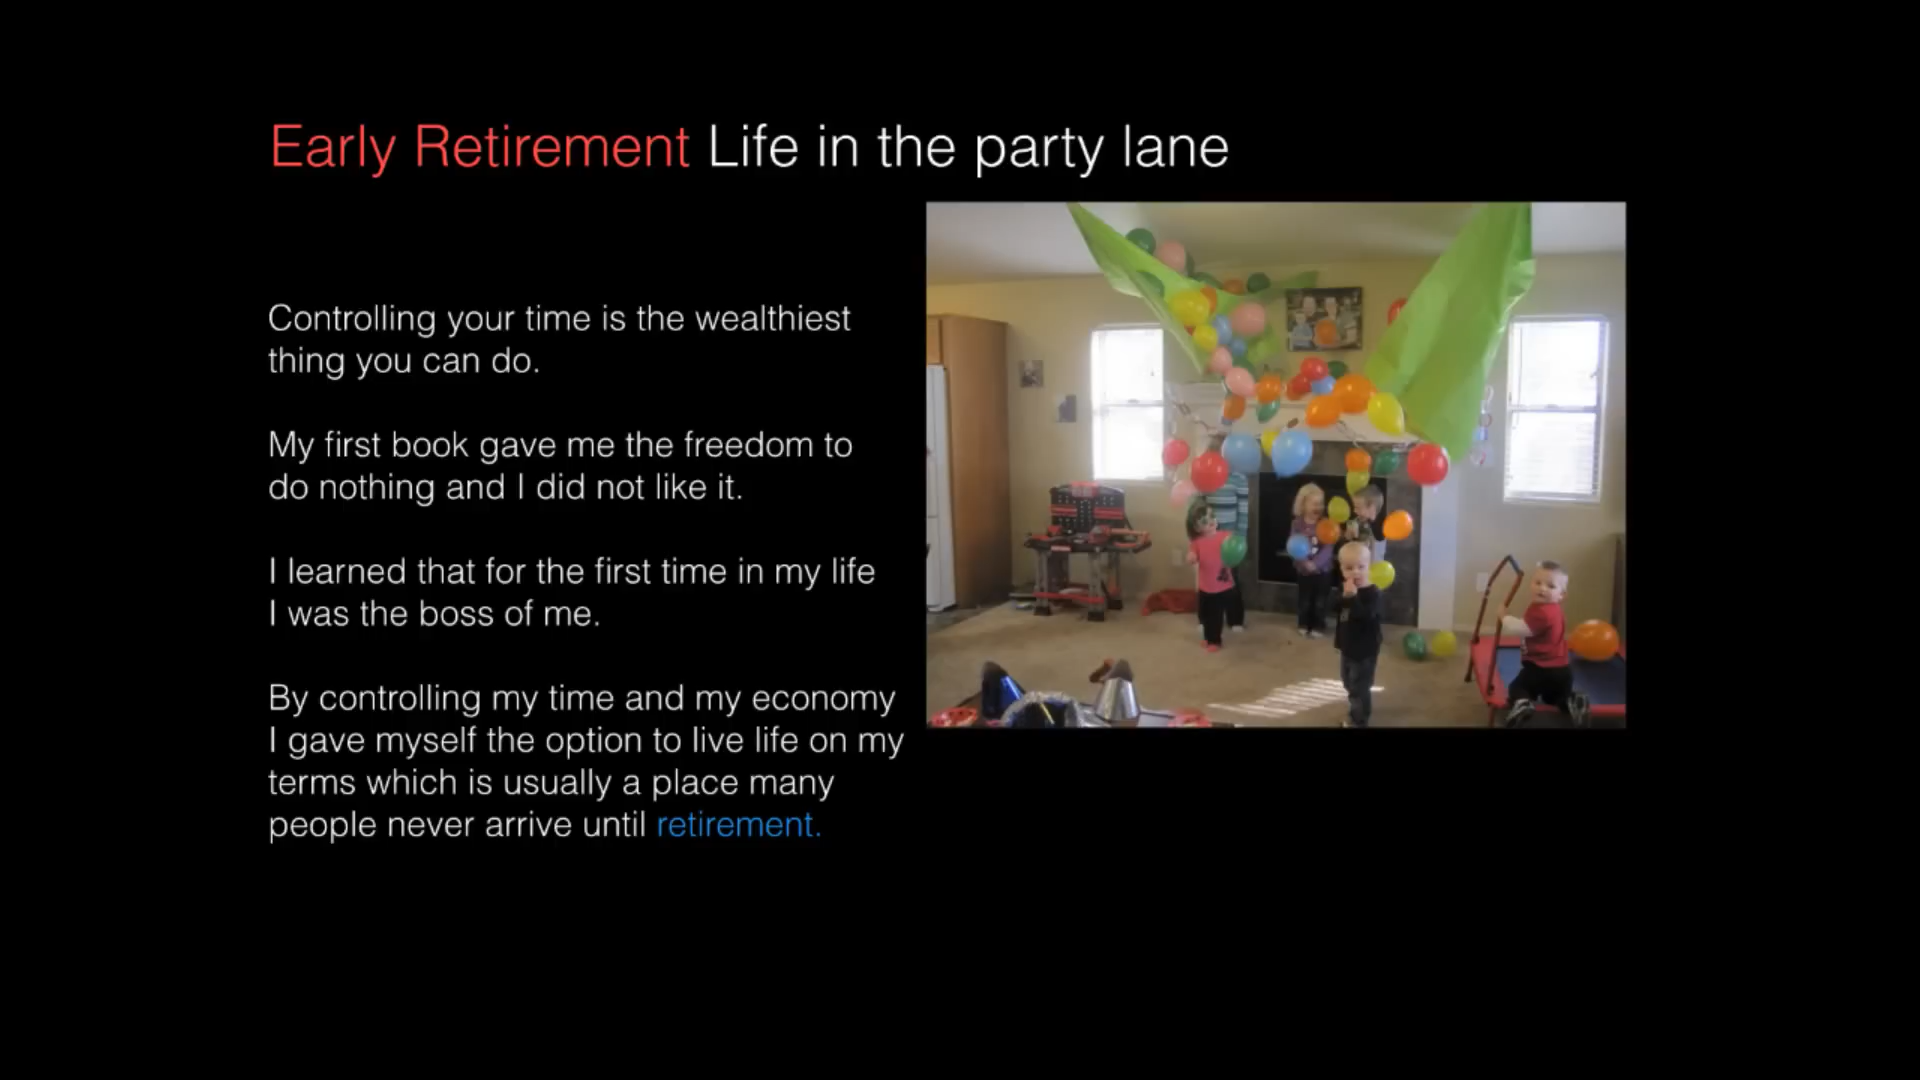 Early Retirement Life in the party lane
Controlling your time is the wealthiest
thing you can do.
My first book gave me the freedom to
do nothing and I did not like it.
I learned that for the first time in my life
I was the boss of me.
By controlling my time and my economy
I gave myself the option to live life on my
terms which is usually a place many
people never arrive until retirement.